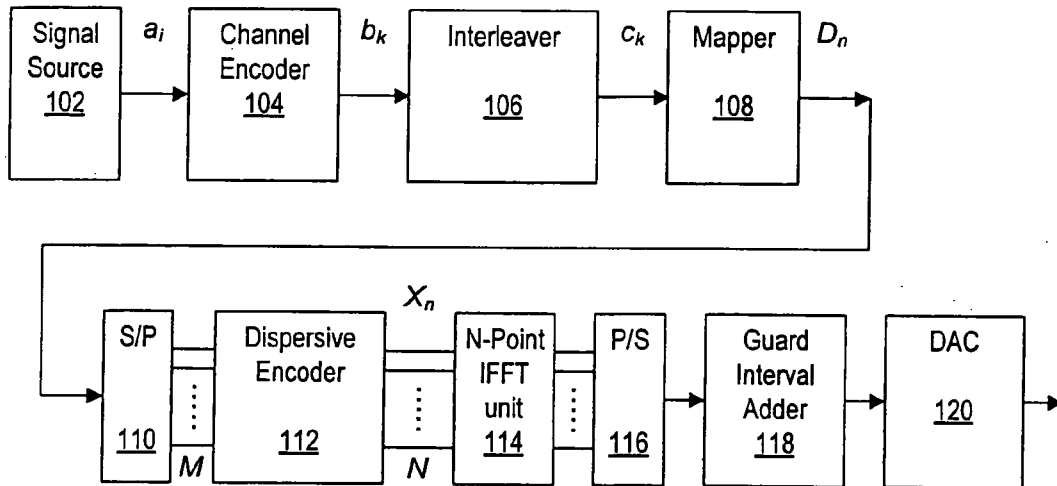 Signal Source 102
a_i
Channel Encoder 104
b_k
Interleaver 106
c_k
Mapper 108
D_n
S/P 110
M
Dispersive Encoder 112
X_n
N
N-Point IFFT unit 114
P/S 116
Guard Interval Adder 118
DAC 120